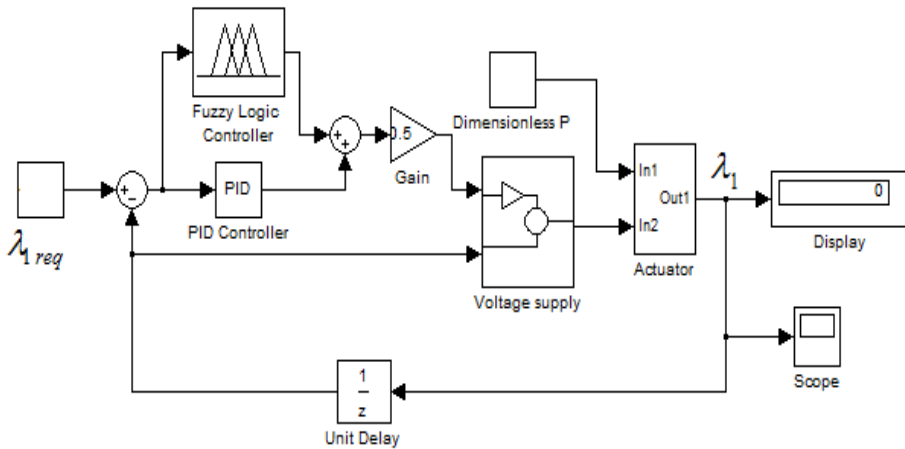 Fuzzy Logic
Controller
Dimensionless P
+
+
0.5
Gain
λ1 req
+
−
PID
PID Controller
Voltage supply
In1
In2
Out1
Actuator
λ1
0
Display
Scope
1
z
Unit Delay